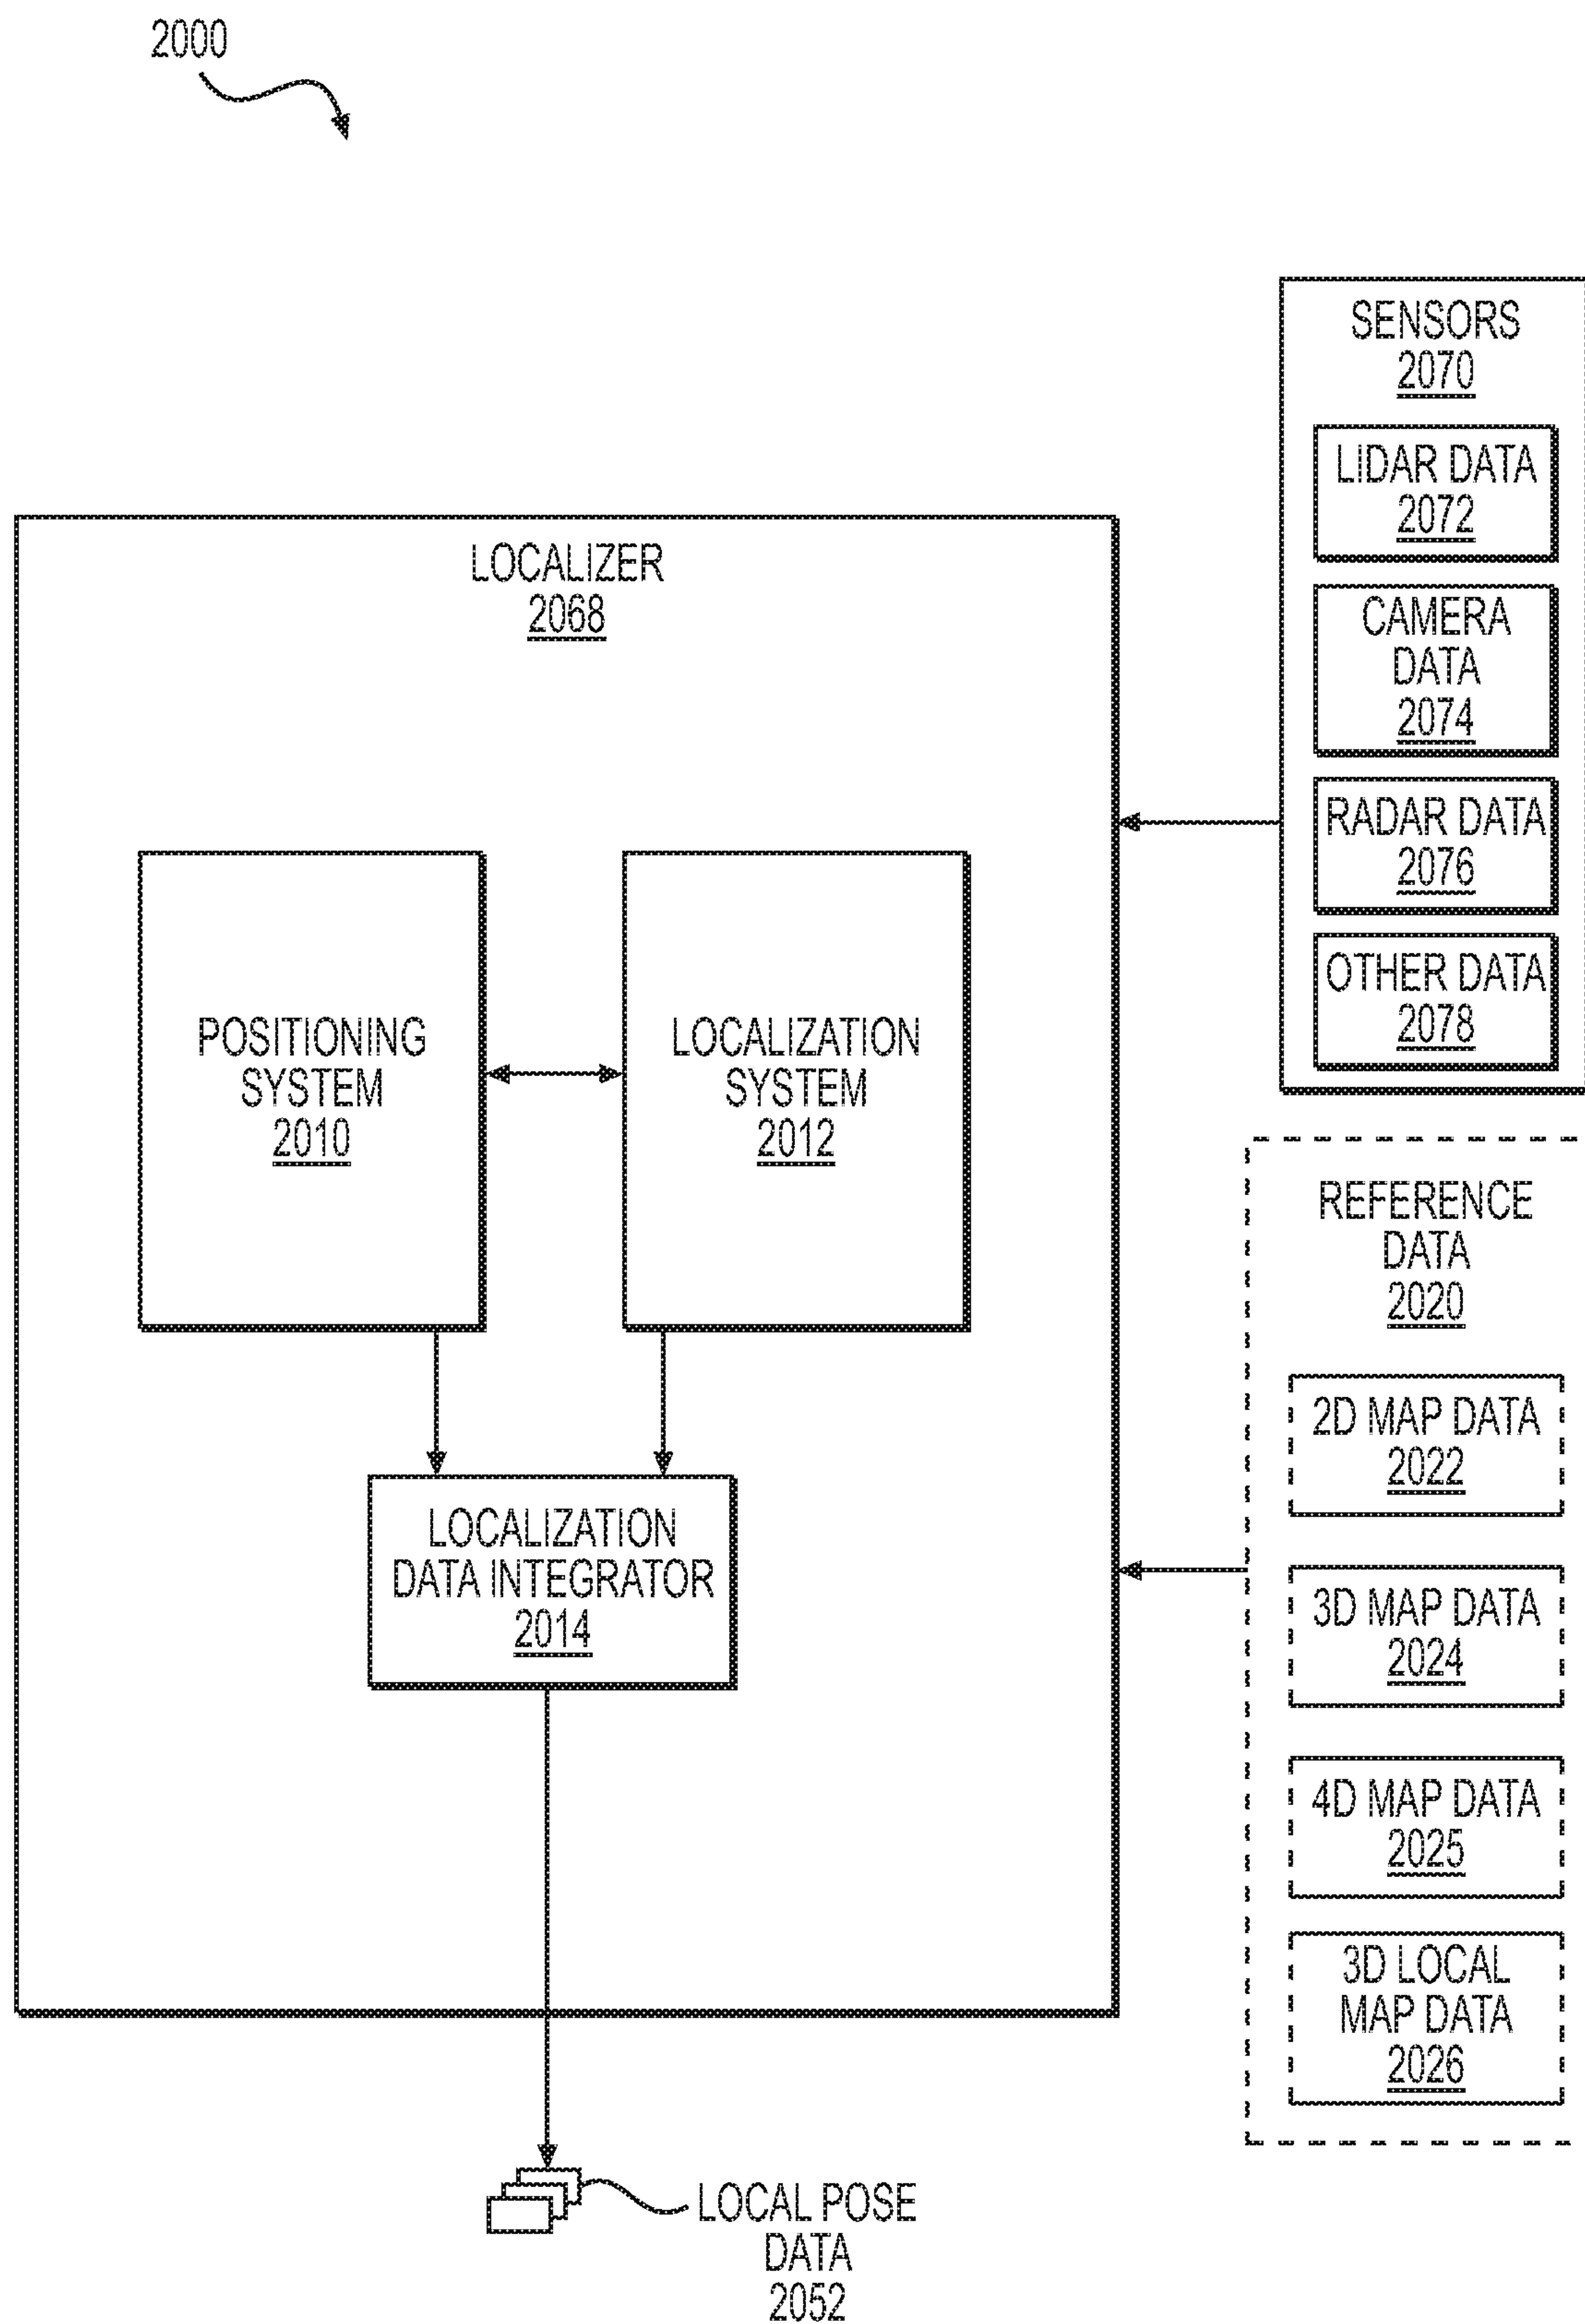 2000
SENSORS
2070
LIDAR DATA
2072
CAMERA
DATA
2074
RADAR DATA
2076
OTHER DATA
2078
LOCALIZER
2068
POSITIONING
SYSTEM
2010
LOCALIZATION
SYSTEM
2012
LOCALIZATION
DATA INTEGRATOR
2014
REFERENCE
DATA
2020
2D MAP DATA
2022
3D MAP DATA
2024
4D MAP DATA
2025
3D LOCAL
MAP DATA
2026
LOCAL POSE
DATA
2052